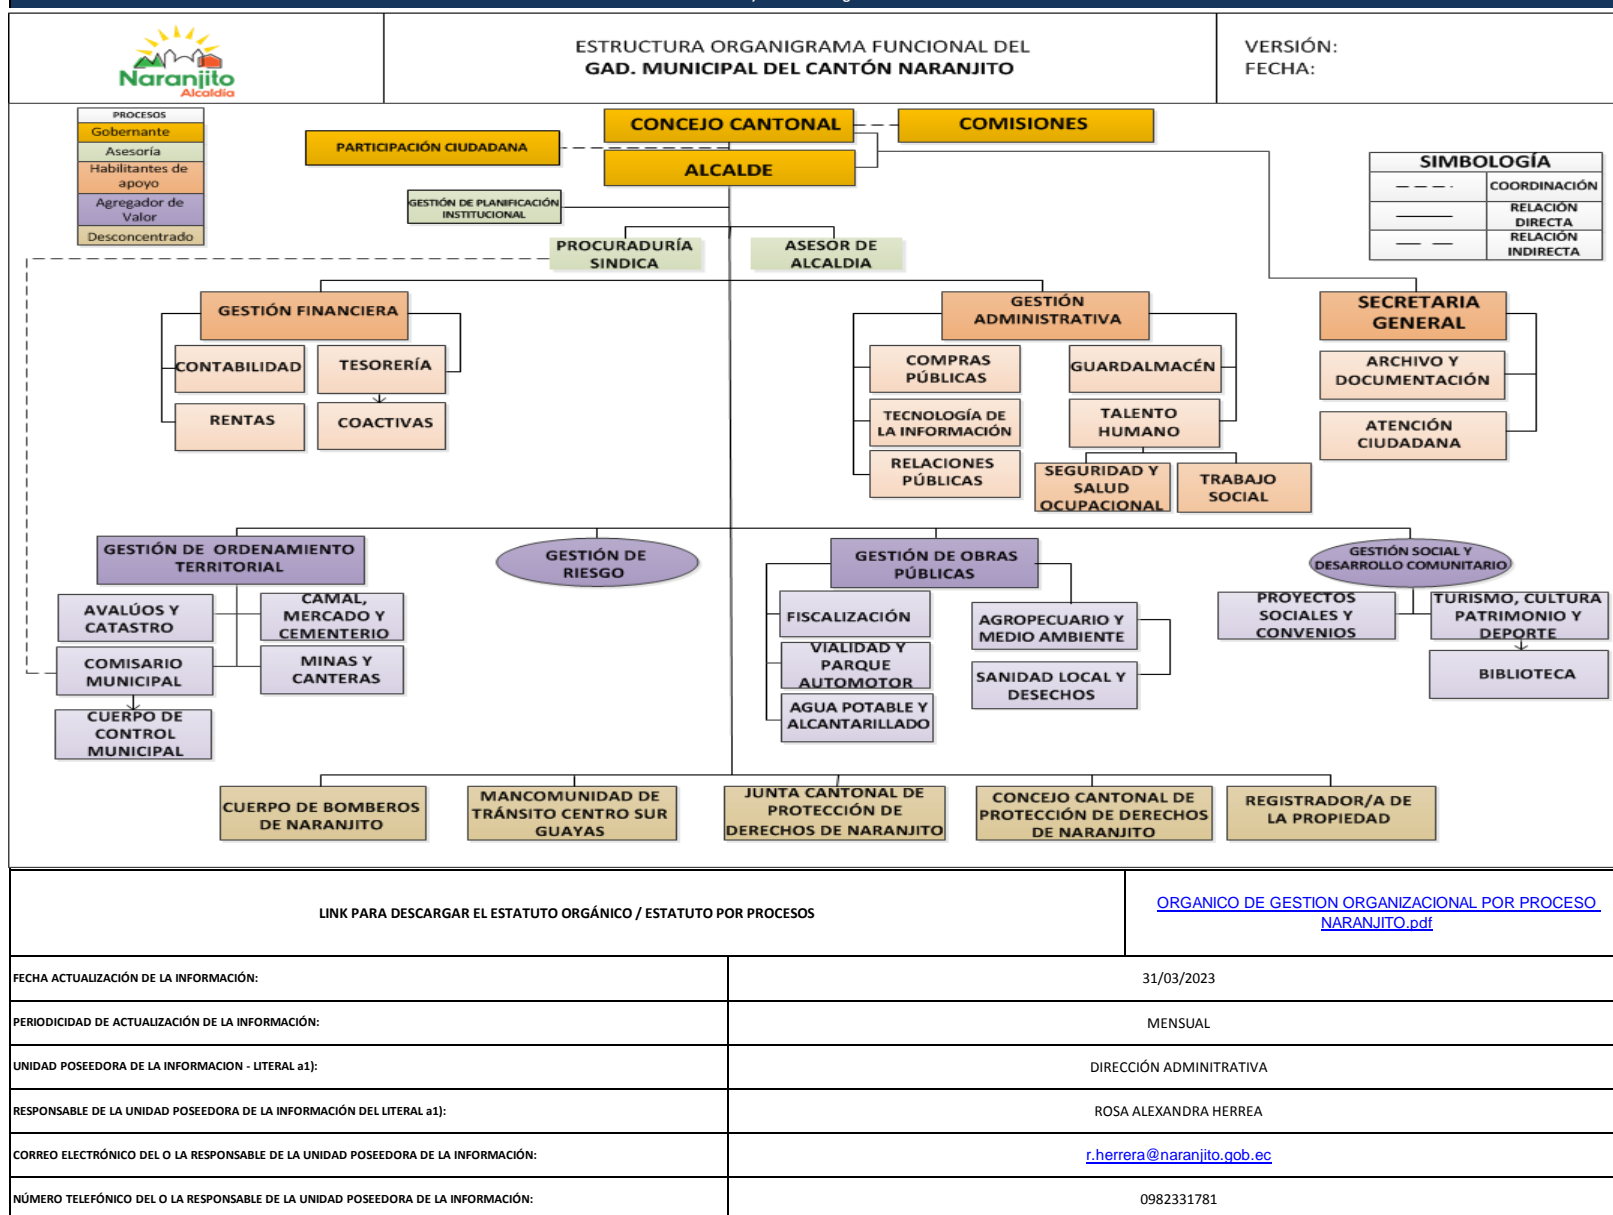 Naranjito
Alcaldía
ESTRUCTURA ORGANIGRAMA FUNCIONAL DEL
GAD. MUNICIPAL DEL CANTÓN NARANJITO
VERSIÓN:
FECHA:
PROCESOS
Gobernante
Asesoría
Habilitantes de
apoyo
Agregador de
Valor
Desconcentrado
CONCEJO CANTONAL
COMISIONES
PARTICIPACIÓN CIUDADANA
ALCALDE
SIMBOLOGÍA
COORDINACIÓN
RELACIÓN
DIRECTA
RELACIÓN
INDIRECTA
GESTIÓN DE PLANIFICACIÓN
INSTITUCIONAL
PROCURADURÍA
SINDICA
ASESOR DE
ALCALDIA
GESTIÓN FINANCIERA
CONTABILIDAD
TESORERÍA
RENTAS
COACTIVAS
GESTIÓN
ADMINISTRATIVA
COMPRAS
PÚBLICAS
GUARDALMACÉN
TECNOLOGÍA DE
LA INFORMACIÓN
TALENTO
HUMANO
RELACIONES
PÚBLICAS
SEGURIDAD Y
SALUD
OCUPACIONAL
TRABAJO
SOCIAL
SECRETARIA
GENERAL
ARCHIVO Y
DOCUMENTACIÓN
ATENCIÓN
CIUDADANA
GESTIÓN DE  ORDENAMIENTO
TERRITORIAL
AVALÚOS Y
CATASTRO
CAMAL,
MERCADO Y
CEMENTERIO
COMISARIO
MUNICIPAL
MINAS Y
CANTERAS
CUERPO DE
CONTROL
MUNICIPAL
GESTIÓN DE
RIESGO
GESTIÓN DE OBRAS
PÚBLICAS
FISCALIZACIÓN
AGROPECUARIO Y
MEDIO AMBIENTE
VIALIDAD Y
PARQUE
AUTOMOTOR
SANIDAD LOCAL Y
DESECHOS
AGUA POTABLE Y
ALCANTARILLADO
GESTIÓN SOCIAL Y
DESARROLLO COMUNITARIO
PROYECTOS
SOCIALES Y
CONVENIOS
TURISMO, CULTURA
PATRIMONIO Y
DEPORTE
BIBLIOTECA
CUERPO DE BOMBEROS
DE NARANJITO
MANCOMUNIDAD DE
TRÁNSITO CENTRO SUR
GUAYAS
JUNTA CANTONAL DE
PROTECCIÓN DE
DERECHOS DE NARANJITO
CONCEJO CANTONAL DE
PROTECCIÓN DE DERECHOS
DE NARANJITO
REGISTRADOR/A DE
LA PROPIEDAD
LINK PARA DESCARGAR EL ESTATUTO ORGÁNICO / ESTATUTO POR PROCESOS
ORGANICO DE GESTION ORGANIZACIONAL POR PROCESO
NARANJITO.pdf
FECHA ACTUALIZACIÓN DE LA INFORMACIÓN:
31/03/2023
PERIODICIDAD DE ACTUALIZACIÓN DE LA INFORMACIÓN:
MENSUAL
UNIDAD POSEEDORA DE LA INFORMACION - LITERAL a1):
DIRECCIÓN ADMINITRATIVA
RESPONSABLE DE LA UNIDAD POSEEDORA DE LA INFORMACIÓN DEL LITERAL a1):
ROSA ALEXANDRA HERREA
CORREO ELECTRÓNICO DEL O LA RESPONSABLE DE LA UNIDAD POSEEDORA DE LA INFORMACIÓN:
r.herrera@naranjito.gob.ec
NÚMERO TELEFÓNICO DEL O LA RESPONSABLE DE LA UNIDAD POSEEDORA DE LA INFORMACIÓN:
0982331781